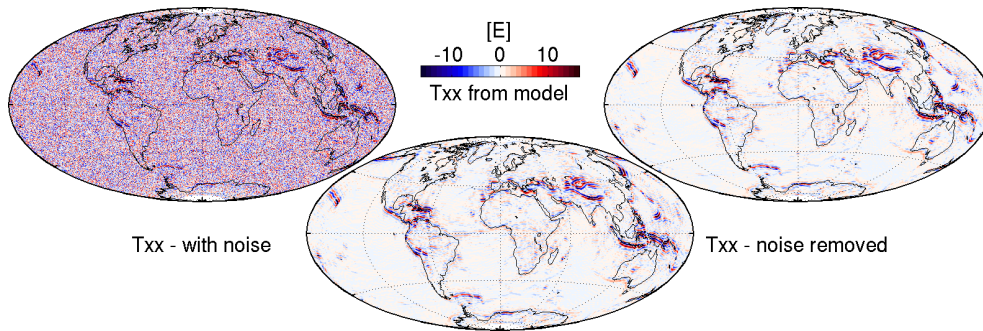 [E]
-10 0 10
Txx from model
Txx - with noise
Txx - noise removed